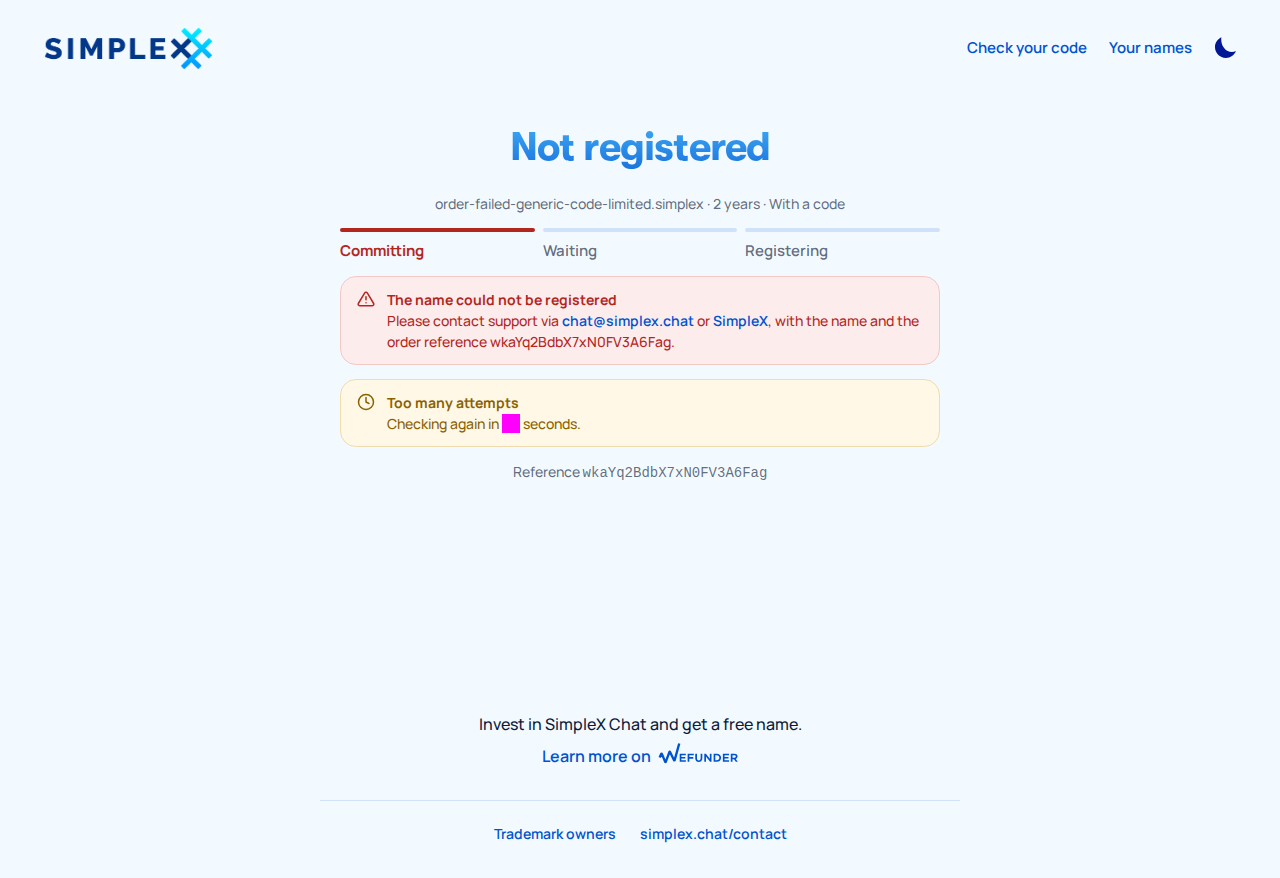 SIMPLEX
Check your code
Your names
Not registered
order-failed-generic-code-limited.simplex · 2 years · With a code
Committing
Waiting
Registering
The name could not be registered
Please contact support via chat@simplex.chat or SimpleX, with the name and the
order reference wkaYq2BdbX7xN0FV3A6Fag.
Too many attempts
Checking again in seconds.
Reference wkaYq2BdbX7xN0FV3A6Fag
Invest in SimpleX Chat and get a free name.
Learn more on WEFUNDER
Trademark owners
simplex.chat/contact